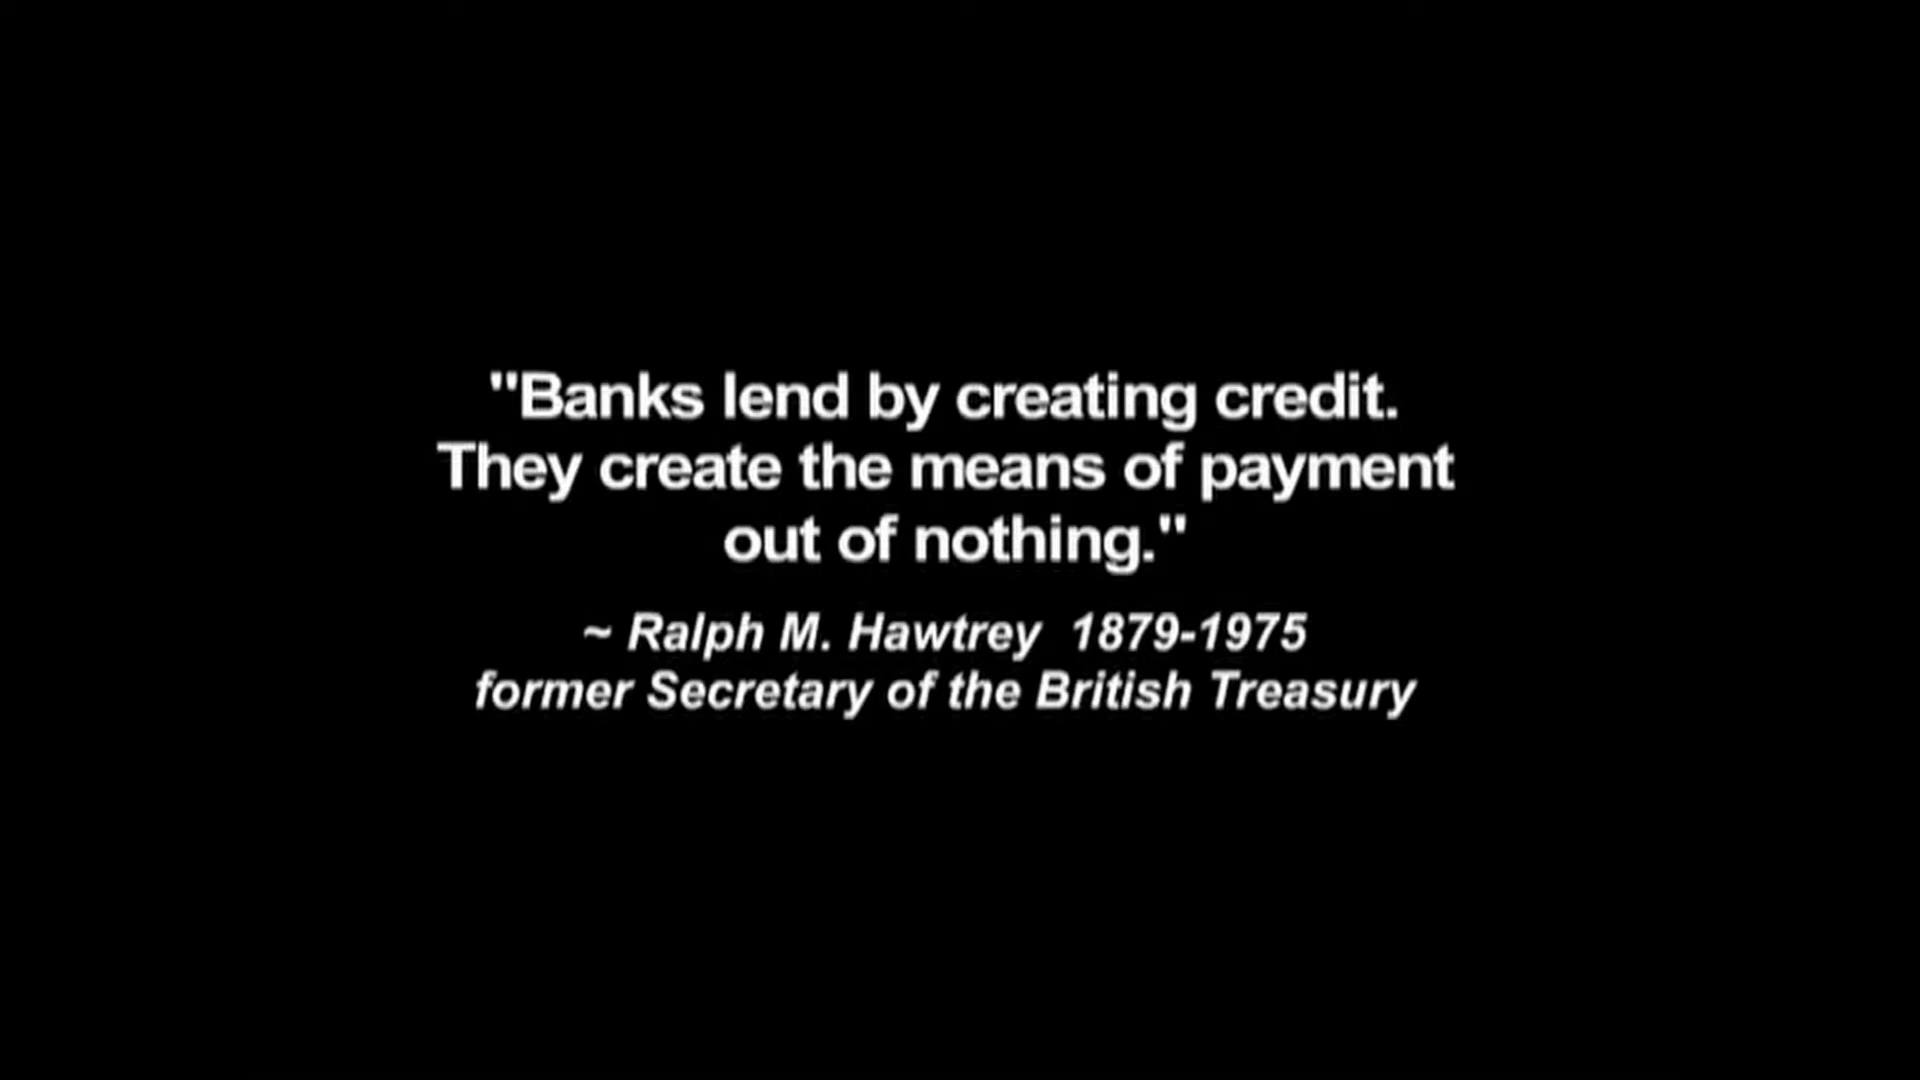 "Banks lend by creating credit.
They create the means of payment
out of nothing."
~ Ralph M. Hawtrey  1879-1975
former Secretary of the British Treasury